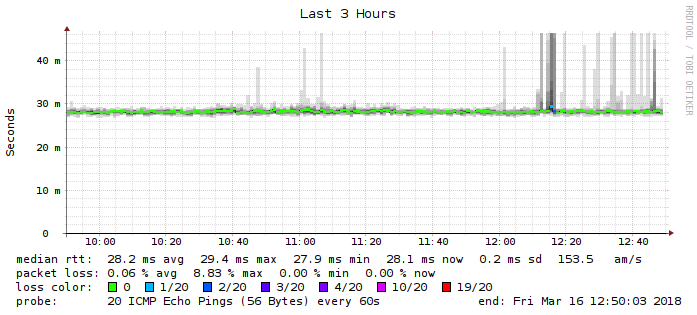 Last 3 Hours
RRDTOOL / TOBI OETIKER
Seconds
40 m
30 m
20 m
10 m
0
10:00 10:20 10:40 11:00 11:20 11:40 12:00 12:20 12:40
median rtt: 28.2 ms avg 29.4 ms max 27.9 ms min 28.1 ms now 0.2 ms sd 153.5 am/s
packet loss: 0.06 % avg 8.83 % max 0.00 % min 0.00 % now
loss color: 0 1/20 2/20 3/20 4/20 10/20 19/20
probe: 20 ICMP Echo Pings (56 Bytes) every 60s end: Fri Mar 16 12:50:03 2018